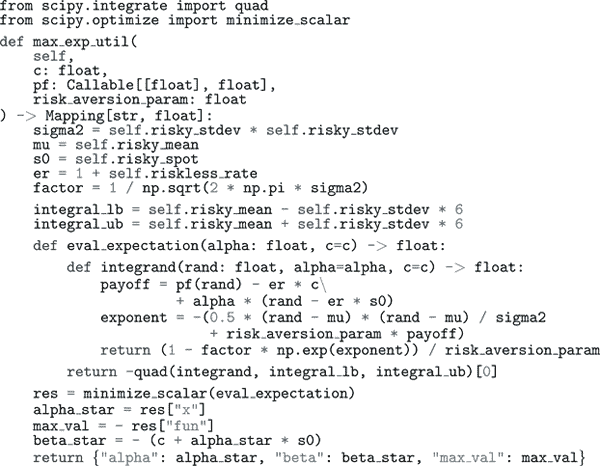 from scipy.integrate import quad
from scipy.optimize import minimize_scalar
def max_exp_util(
    self,
    c: float,
    pf: Callable[[float], float],
    risk_aversion_param: float
) -> Mapping[str, float]:
    sigma2 = self.risky_stdev * self.risky_stdev
    mu = self.risky_mean
    s0 = self.risky_spot
    er = 1 + self.riskless_rate
    factor = 1 / np.sqrt(2 * np.pi * sigma2)
    integral_lb = self.risky_mean - self.risky_stdev * 6
    integral_ub = self.risky_mean + self.risky_stdev * 6
    def eval_expectation(alpha: float, c=c) -> float:
        def integrand(rand: float, alpha=alpha, c=c) -> float:
            payoff = pf(rand) - er * c\
                     + alpha * (rand - er * s0)
            exponent = -(0.5 * (rand - mu) * (rand - mu) / sigma2
                         + risk_aversion_param * payoff)
            return (1 - factor * np.exp(exponent)) / risk_aversion_param
        return -quad(integrand, integral_lb, integral_ub)[0]
    res = minimize_scalar(eval_expectation)
    alpha_star = res["x"]
    max_val = - res["fun"]
    beta_star = - (c + alpha_star * s0)
    return {"alpha": alpha_star, "beta": beta_star, "max_val": max_val}